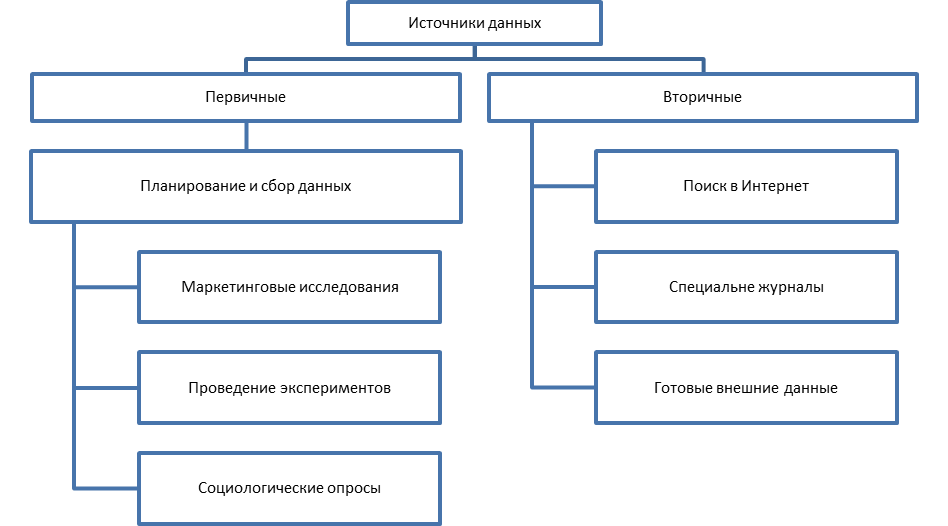 Источники данных
Первичные
Вторичные
Планирование и сбор данных
Поиск в Интернет
Маркетинговые исследования
Специальне журналы
Проведение экспериментов
Готовые внешние данные
Социологические опросы